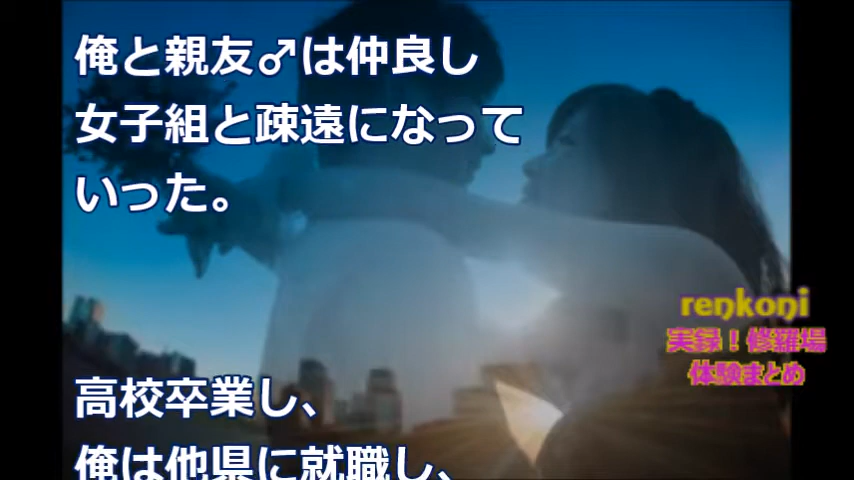 俺と親友♂は仲良し
女子組と疎遠になって
いった。
renkoni
実録！修羅場
体験まとめ
高校卒業し、
俺は他県に就職し、